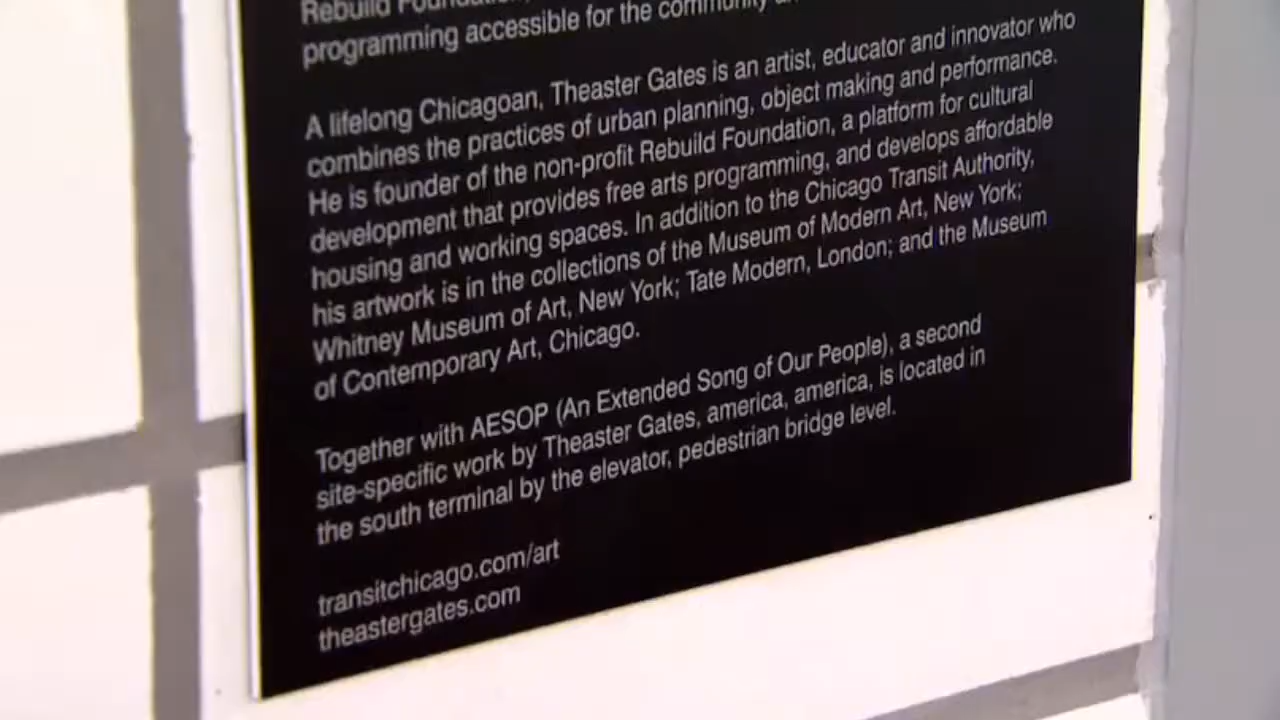 Rebuild Foundation,
programming accessible for the community
A lifelong Chicagoan, Theaster Gates is an artist, educator and innovator who
combines the practices of urban planning, object making and performance.
He is founder of the non-profit Rebuild Foundation, a platform for cultural
development that provides free arts programming, and develops affordable
housing and working spaces. In addition to the Chicago Transit Authority,
his artwork is in the collections of the Museum of Modern Art, New York;
Whitney Museum of Art, New York; Tate Modern, London; and the Museum
of Contemporary Art, Chicago.
Together with AESOP (An Extended Song of Our People), a second
site-specific work by Theaster Gates, america, america, is located in
the south terminal by the elevator, pedestrian bridge level.
transitchicago.com/art
theastergates.com